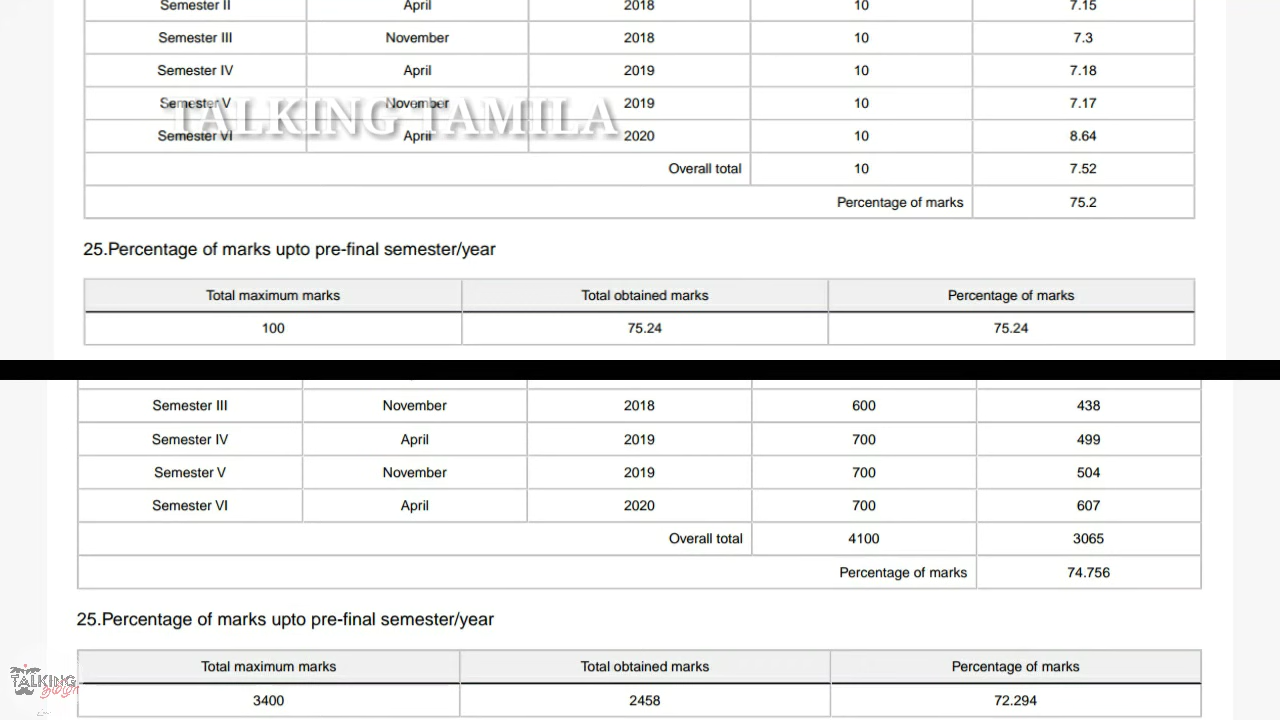 Semester II April 2018 10 7.15
Semester III November 2018 10 7.3
Semester IV April 2019 10 7.18
Semester V November 2019 10 7.17
TALKING TAMILA
Semester VI April 2020 10 8.64
Overall total 10 7.52
Percentage of marks 75.2
25.Percentage of marks upto pre-final semester/year
Total maximum marks Total obtained marks Percentage of marks
100 75.24 75.24
Semester III November 2018 600 438
Semester IV April 2019 700 499
Semester V November 2019 700 504
Semester VI April 2020 700 607
Overall total 4100 3065
Percentage of marks 74.756
25.Percentage of marks upto pre-final semester/year
Total maximum marks Total obtained marks Percentage of marks
3400 2458 72.294
TALKING
தமிழா